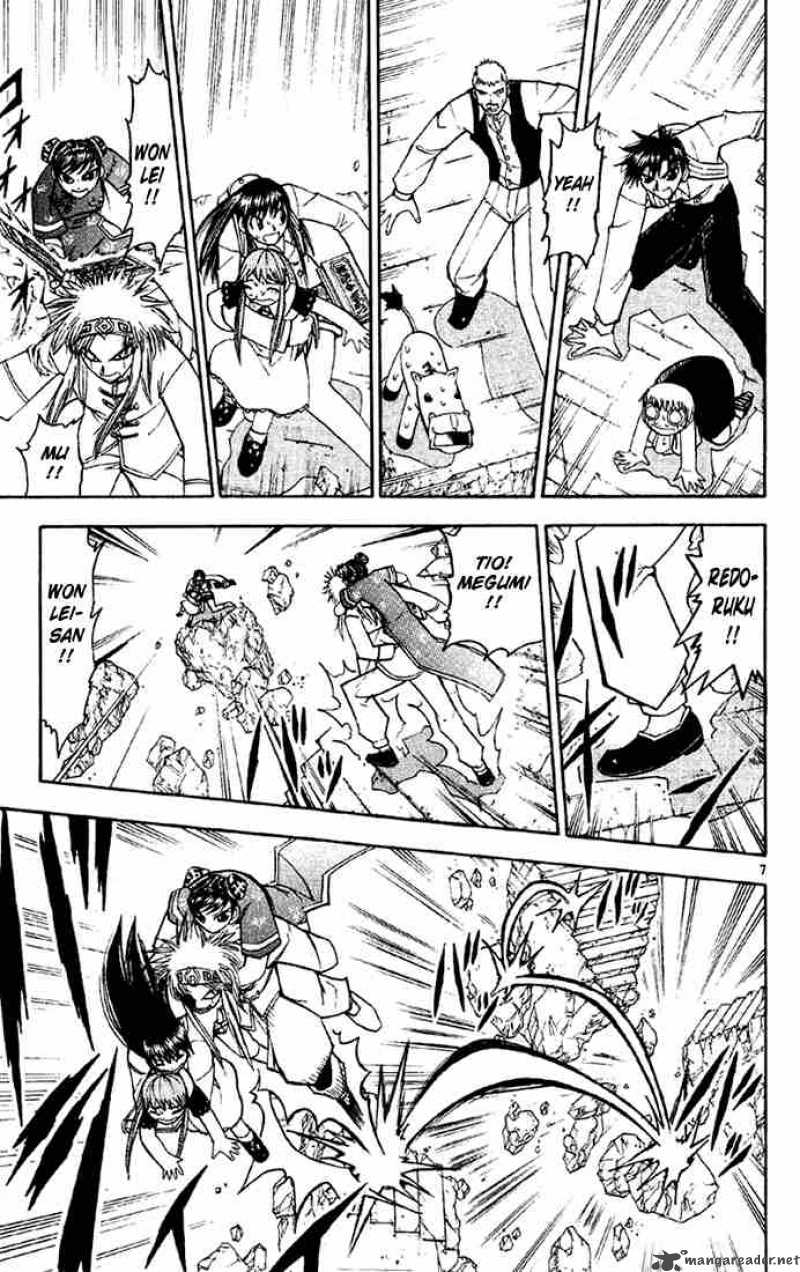 YEAH
!!
WON
LEI
!!
MU
!!
REDO-
RUKU
!!
TIO!
MEGUMI
!!
WON
LEI-
SAN
!!
7
mangareader.net